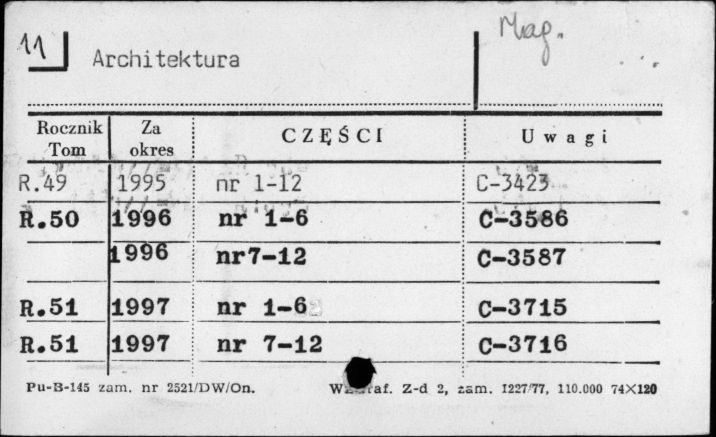 11 Mag.
Architektura
Rocznik Tom Za okres CZĘŚCI Uwagi
R.49 1995 nr 1-12 C-3423
R.50 1996 nr 1-6 C-3586
1996 nr7-12 C-3587
R.51 1997 nr 1-6 C-3715
R.51 1997 nr 7-12 C-3716
Pu-B-145 zam. nr 2521/DW/On. Z-d 2, zam. 1227/77, 110.000 74X120